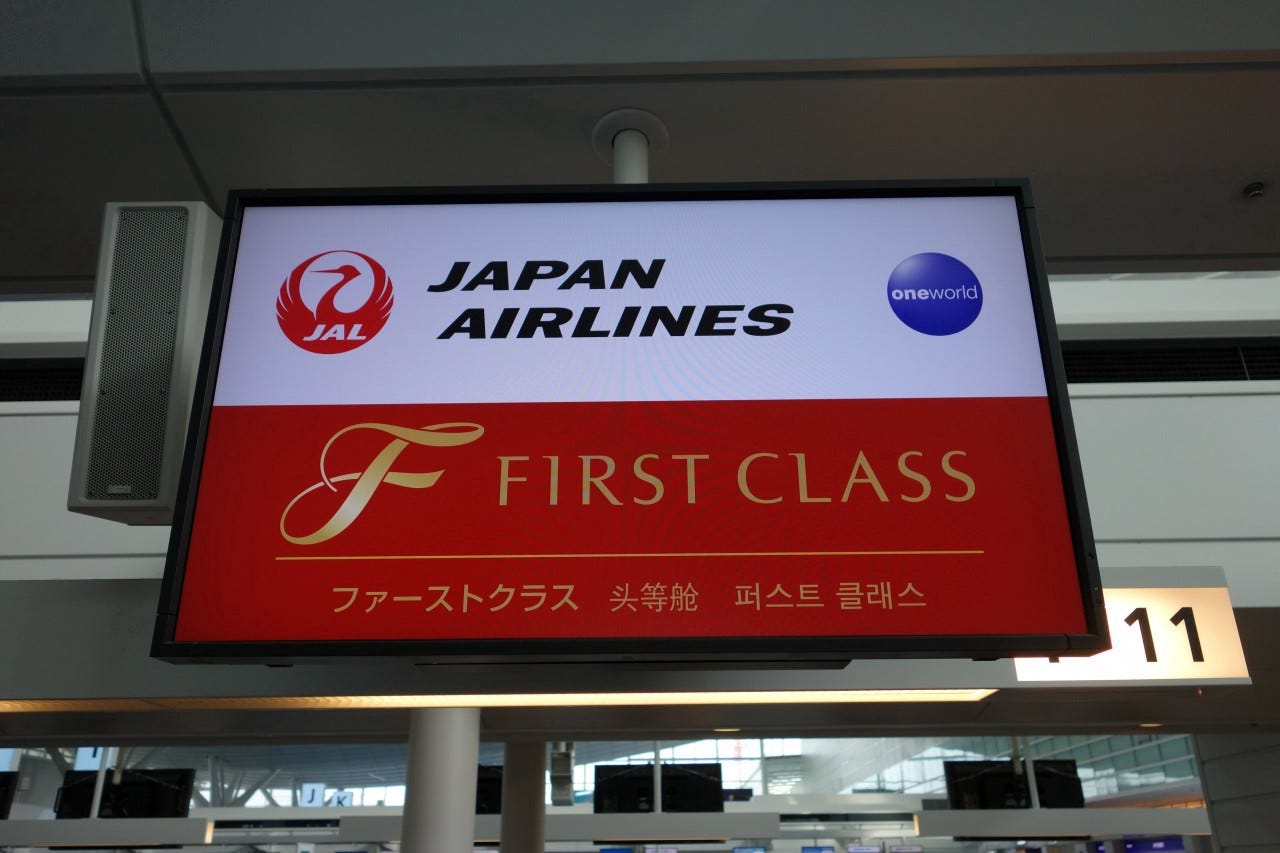 JAPAN
AIRLINES
JAL
oneworld
F FIRST CLASS
ファーストクラス 头等舱 퍼스트 클래스
11
J K